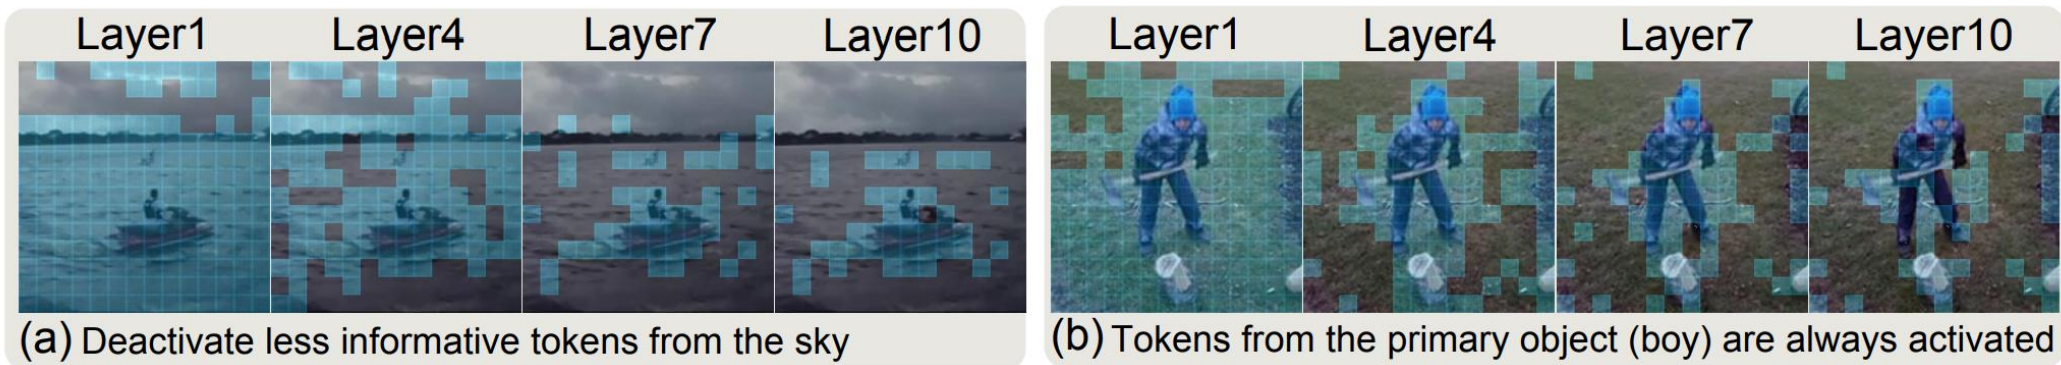 Layer1 Layer4 Layer7 Layer10
(a) Deactivate less informative tokens from the sky
Layer1 Layer4 Layer7 Layer10
(b) Tokens from the primary object (boy) are always activated